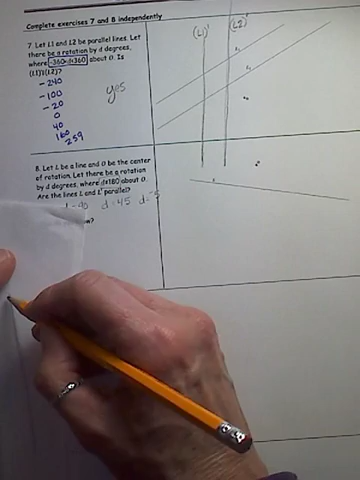 Complete exercises 7 and 8 independently
7. Let L1 and L2 be parallel lines. Let
there be a rotation by d degrees,
where -360<d<360 about O. Is
(L1)'||(L2)'?
-240
-100
-20
0
40
160
259
yes
(L1)'
(L2)'
L1
L2
8. Let L be a line and O be the center
of rotation. Let there be a rotation
by d degrees, where d≠180 about O.
Are the lines L and L' parallel?
d=45